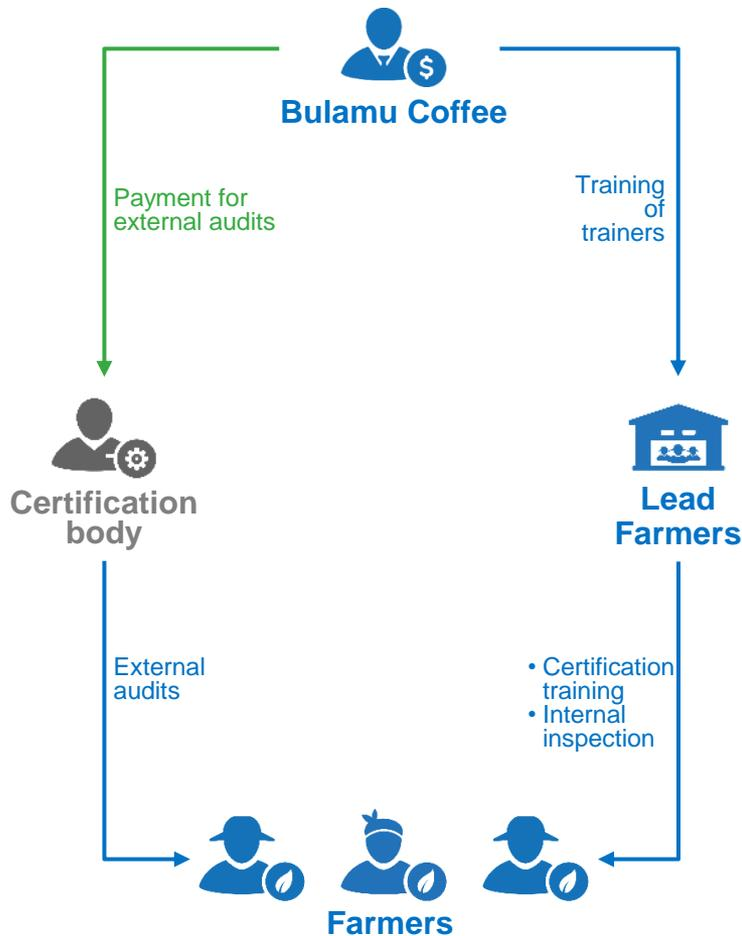 Bulamu Coffee
Payment for
external audits
Training
of
trainers
Certification
body
Lead
Farmers
External
audits
• Certification
training
• Internal
inspection
Farmers